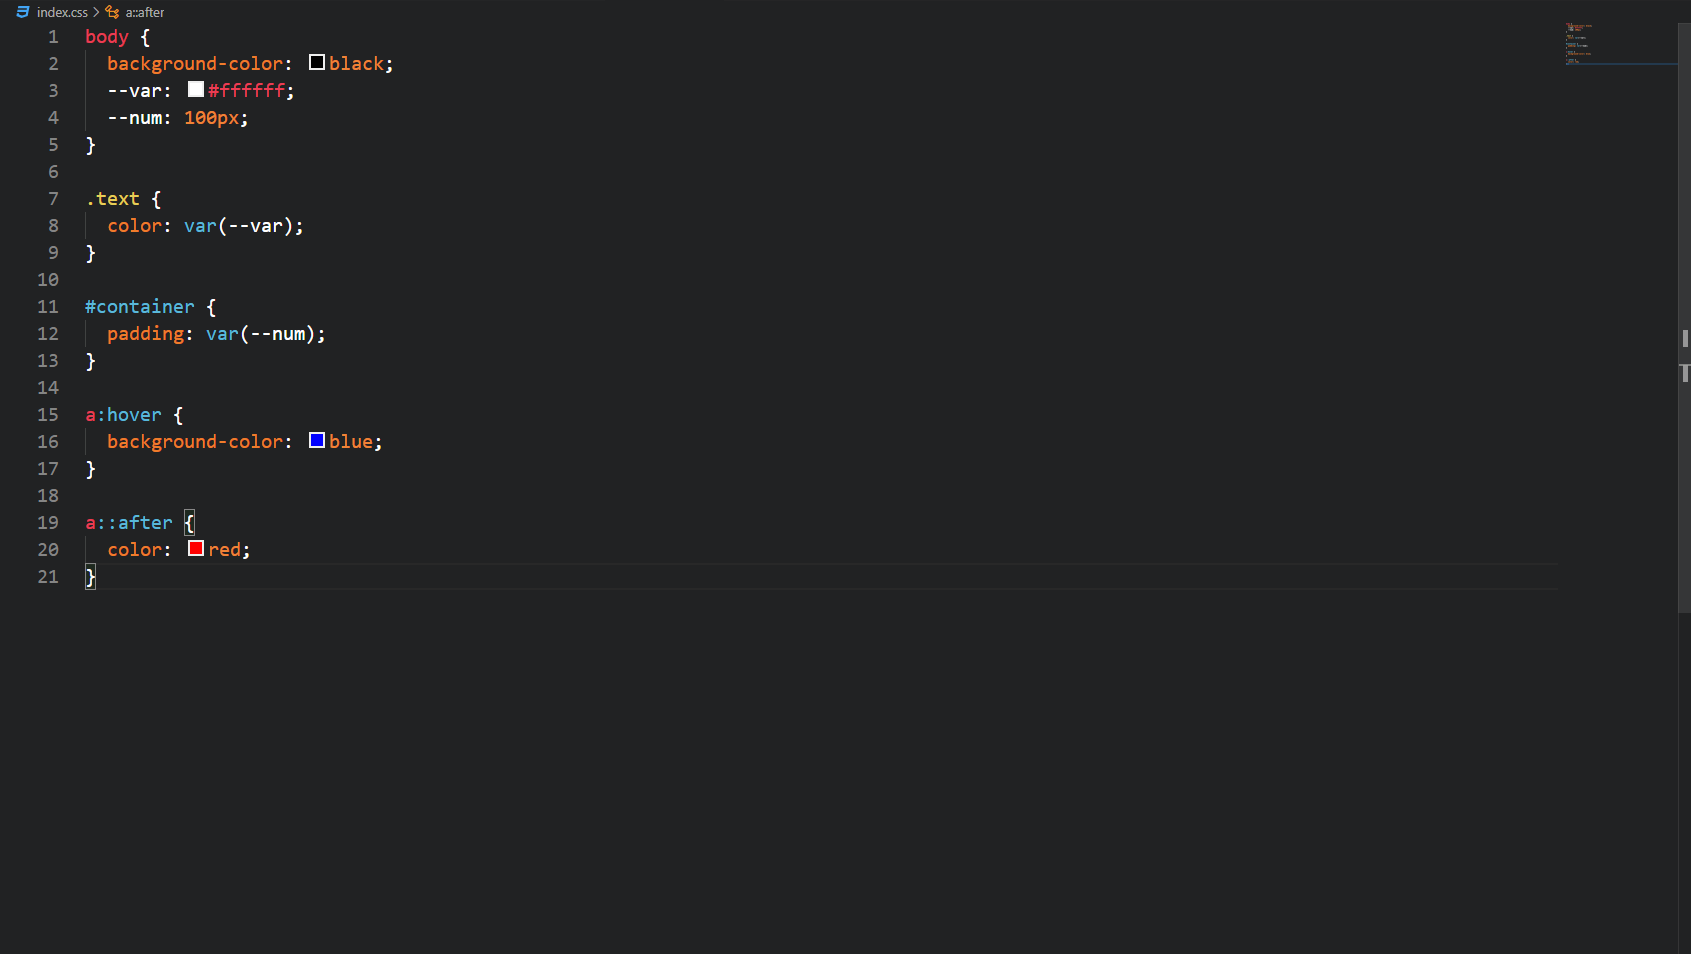 index.css > a::after
1 body {
2   background-color: black;
3   --var: #ffffff;
4   --num: 100px;
5 }
6
7 .text {
8   color: var(--var);
9 }
10
11 #container {
12   padding: var(--num);
13 }
14
15 a:hover {
16   background-color: blue;
17 }
18
19 a::after {
20   color: red;
21 }